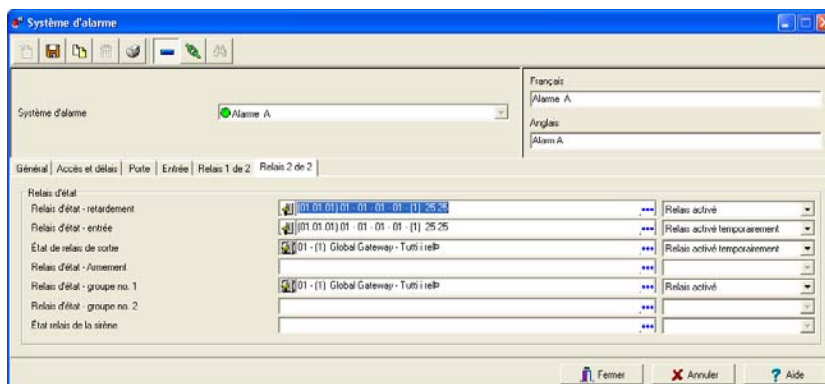 Système d'alarme
Système d'alarme
Alarme A
Français
Alarme A
Anglais
Alarm A
Général Accès et délais Porte Entrée Relais 1 de 2 Relais 2 de 2
Relais d'état
Relais d'état - retardement (01.01.01) 01 - 01 - 01 - 01 - (1) 25 25 ... Relais activé
Relais d'état - entrée (01.01.01) 01 - 01 - 01 - 01 - (1) 25 25 ... Relais activé temporairement
État de relais de sortie 01 - (1) Global Gateway - Tutti i relÞ ... Relais activé temporairement
Relais d'état - Armement ...
Relais d'état - groupe no. 1 01 - (1) Global Gateway - Tutti i relÞ ... Relais activé
Relais d'état - groupe no. 2 ...
État relais de la sirène ...
Fermer Annuler ? Aide